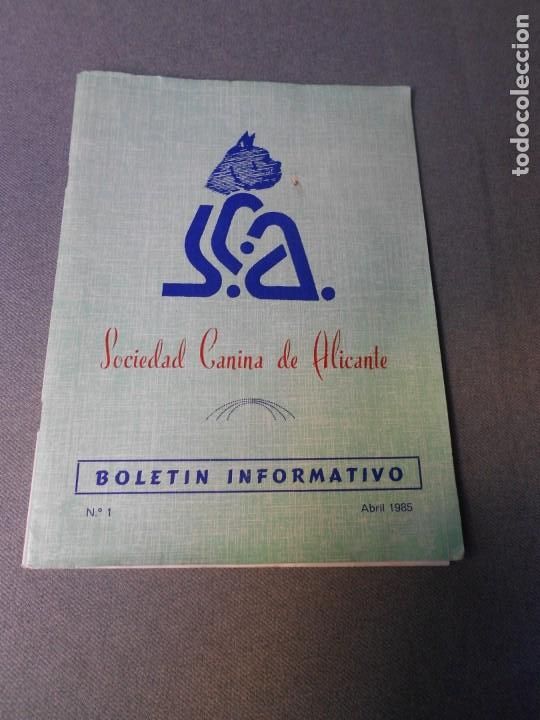 S.C.A.
Sociedad Canina de Alicante
BOLETIN INFORMATIVO
N.º 1 Abril 1985
todocoleccion